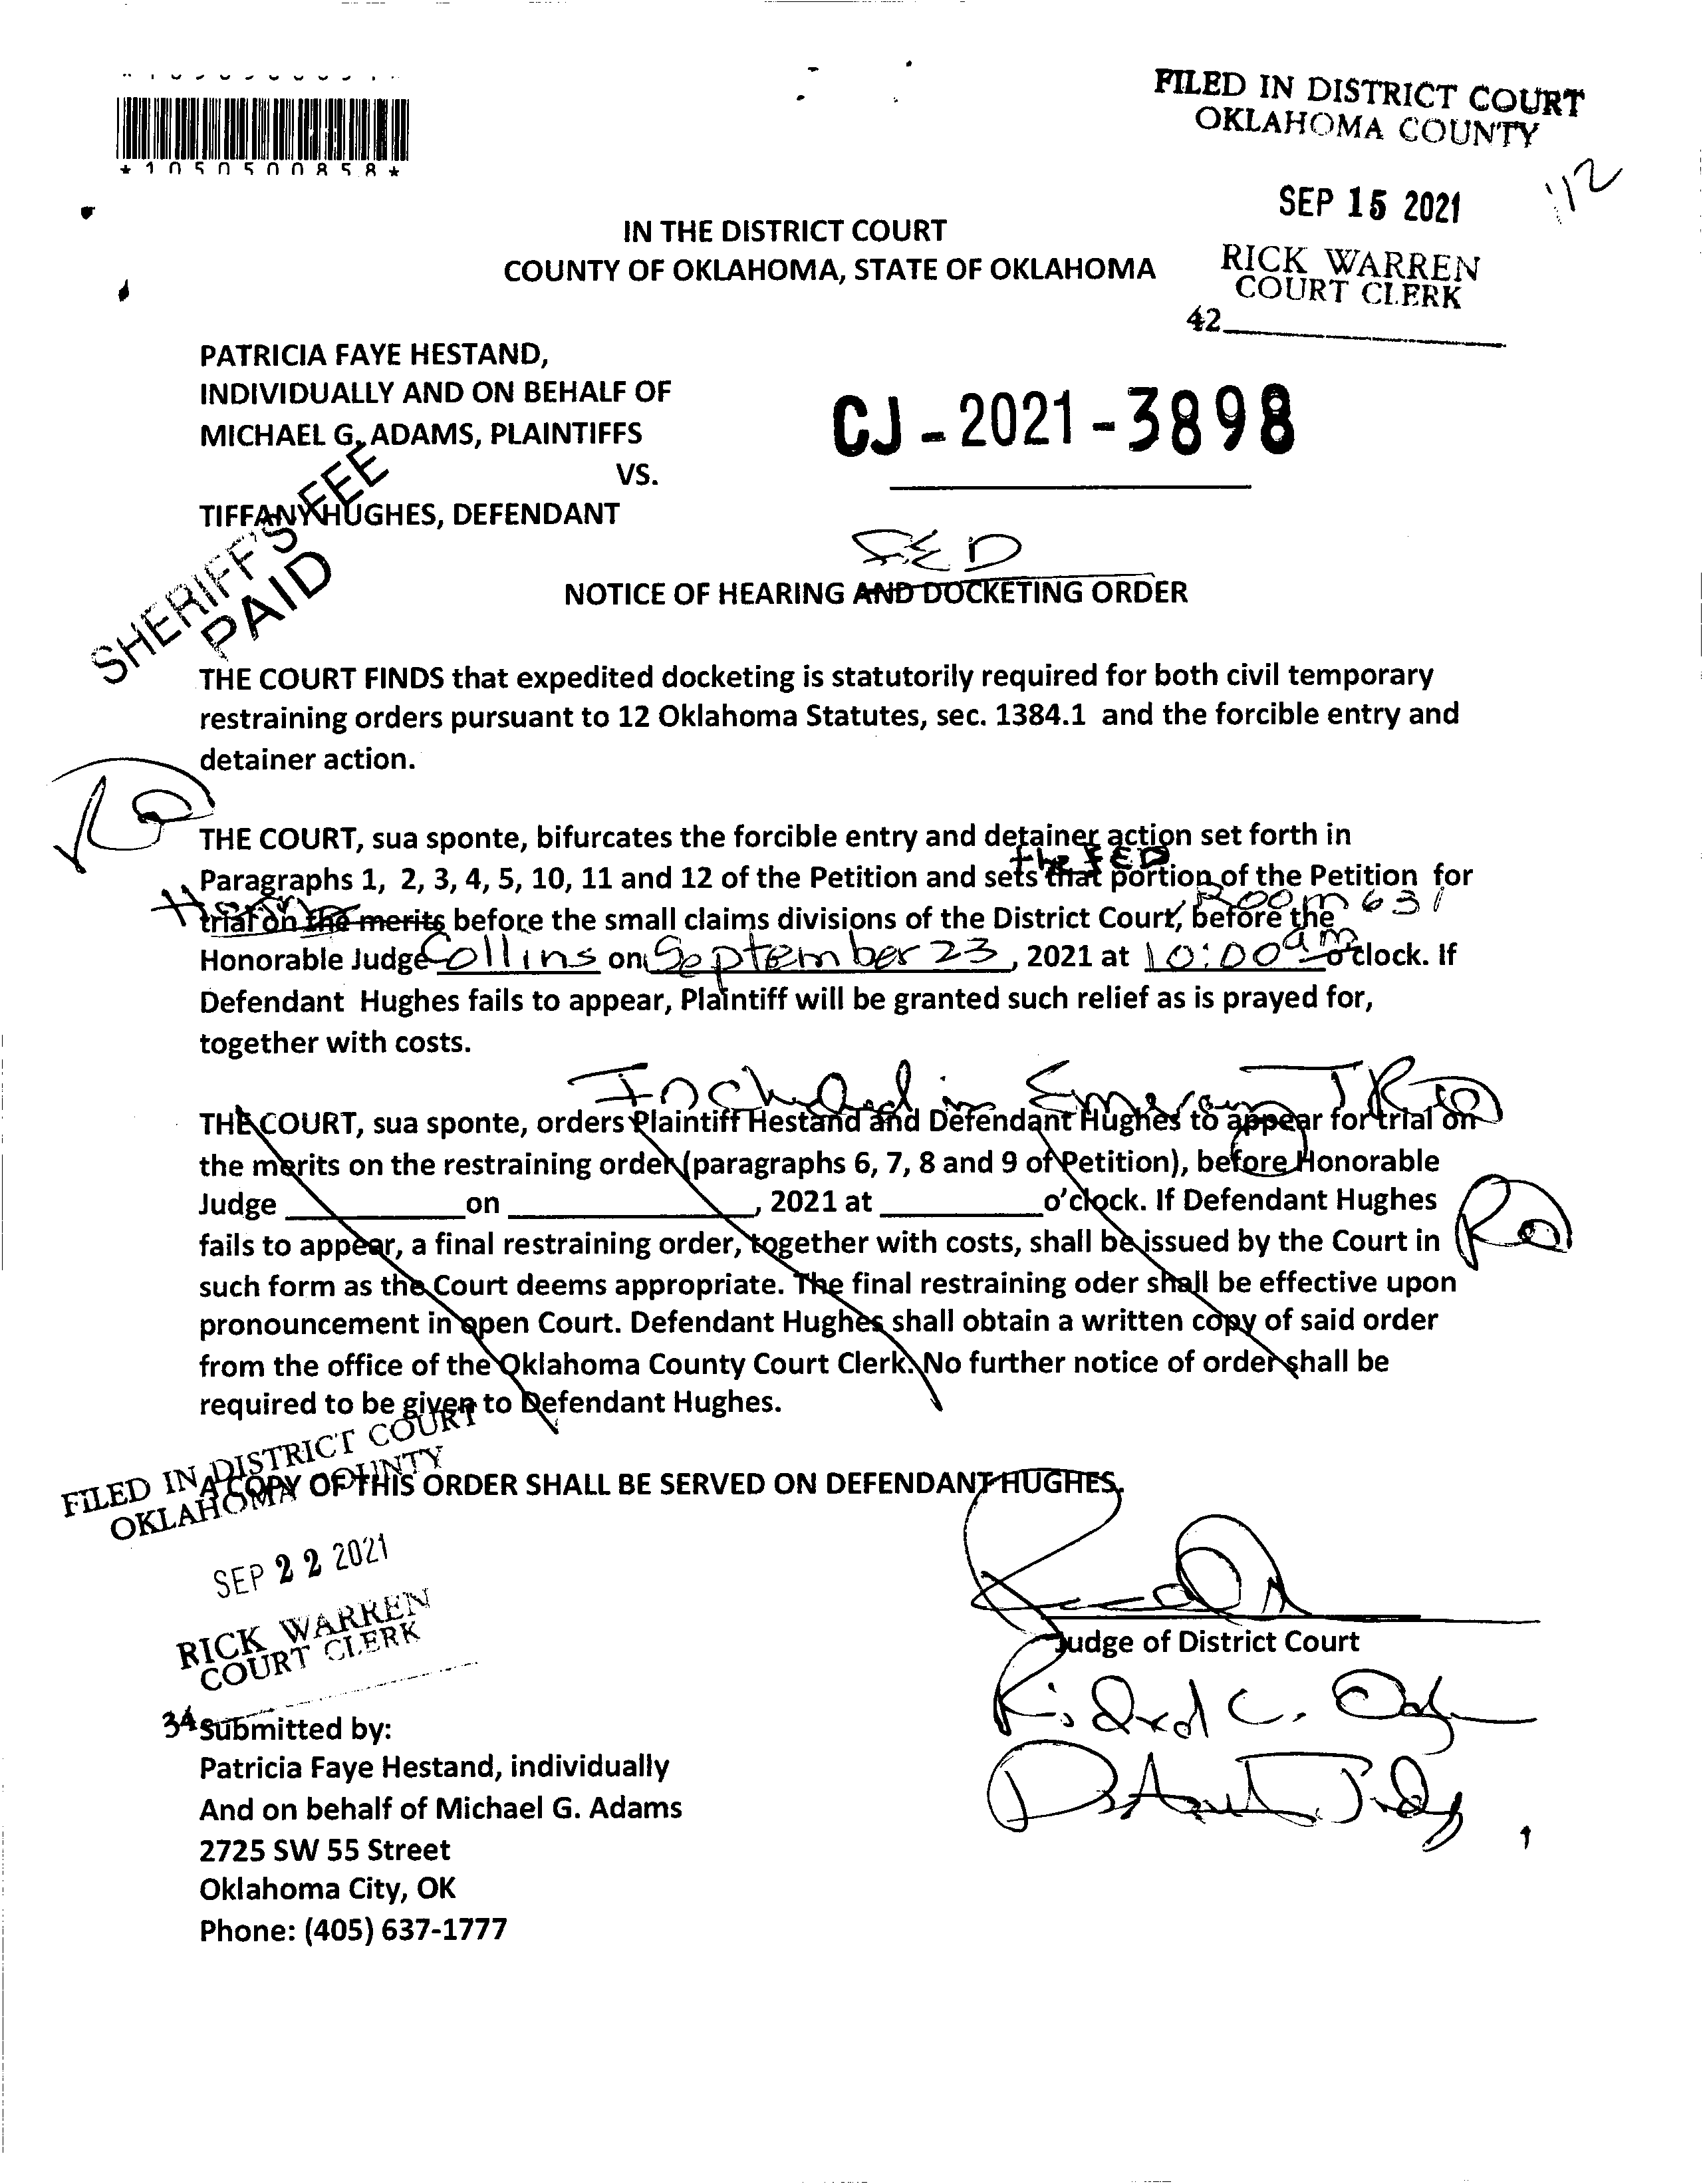 *1050500858*
FILED IN DISTRICT COURT
OKLAHOMA COUNTY
SEP 15 2021
112
RICK WARREN
COURT CLERK
42
IN THE DISTRICT COURT
COUNTY OF OKLAHOMA, STATE OF OKLAHOMA
PATRICIA FAYE HESTAND,
INDIVIDUALLY AND ON BEHALF OF
MICHAEL G. ADAMS, PLAINTIFFS
VS.
TIFFANY HUGHES, DEFENDANT
CJ - 2021 - 3898
SHERIFF'S FEE
PAID
FED
NOTICE OF HEARING AND DOCKETING ORDER
THE COURT FINDS that expedited docketing is statutorily required for both civil temporary
restraining orders pursuant to 12 Oklahoma Statutes, sec. 1384.1 and the forcible entry and
detainer action.
THE COURT, sua sponte, bifurcates the forcible entry and detainer action set forth in
the FED
Paragraphs 1, 2, 3, 4, 5, 10, 11 and 12 of the Petition and sets that portion of the Petition for
Room 631
trial on the merits before the small claims divisions of the District Court, before the
Honorable Judge Collins on September 23, 2021 at 10:00 am o'clock. If
Defendant Hughes fails to appear, Plaintiff will be granted such relief as is prayed for,
together with costs.
Included in
THE COURT, sua sponte, orders Plaintiff Hestand and Defendant Hughes to appear for trial on
the merits on the restraining order (paragraphs 6, 7, 8 and 9 of Petition), before Honorable
Judge ____ on ____, 2021 at ____ o'clock. If Defendant Hughes
fails to appear, a final restraining order, together with costs, shall be issued by the Court in
such form as the Court deems appropriate. The final restraining oder shall be effective upon
pronouncement in open Court. Defendant Hughes shall obtain a written copy of said order
from the office of the Oklahoma County Court Clerk. No further notice of order shall be
required to be given to Defendant Hughes.
A COPY OF THIS ORDER SHALL BE SERVED ON DEFENDANT HUGHES.
FILED IN DISTRICT COURT
OKLAHOMA COUNTY
SEP 22 2021
RICK WARREN
COURT CLERK
34
Judge of District Court
Submitted by:
Patricia Faye Hestand, individually
And on behalf of Michael G. Adams
2725 SW 55 Street
Oklahoma City, OK
Phone: (405) 637-1777